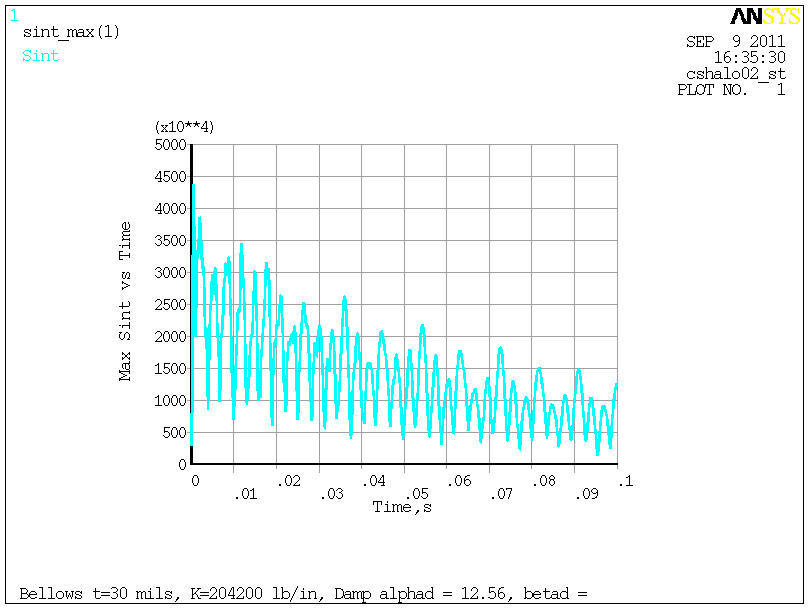 1
ANSYS
sint_max(1)
Sint
SEP 9 2011
16:35:30
cshalo02_st
PLOT NO. 1
(x10**4)
5000
4500
4000
3500
3000
2500
2000
1500
1000
500
0
Max Sint vs Time
0 .02 .04 .06 .08 .1
.01 .03 .05 .07 .09
Time,s
Bellows t=30 mils, K=204200 lb/in, Damp alphad = 12.56, betad =